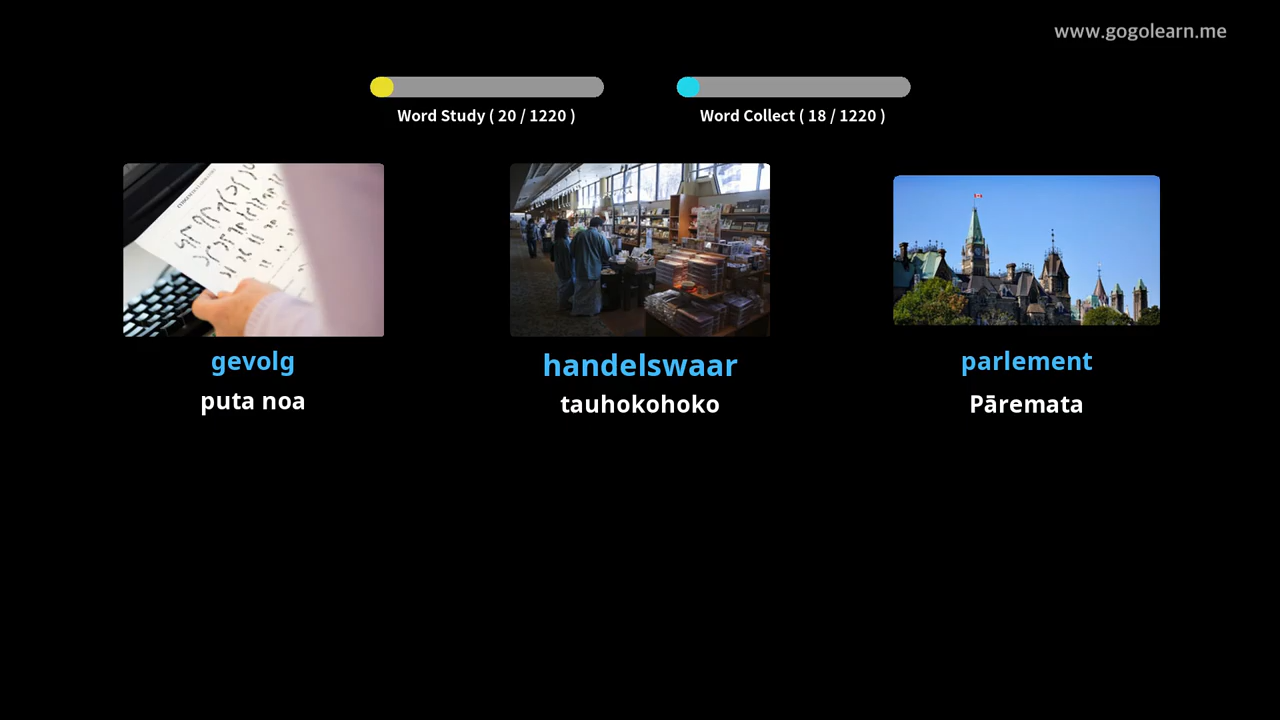 www.gogolearn.me
Word Study ( 20 / 1220 )
Word Collect ( 18 / 1220 )
gevolg
handelswaar
parlement
puta noa
tauhokohoko
Pāremata